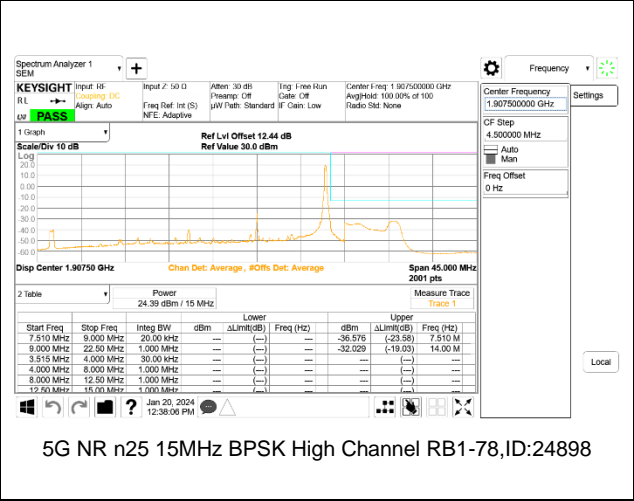 Spectrum Analyzer 1
SEM
+
Frequency
KEYSIGHT
R L
PASS
Input: RF
Coupling: DC
Align: Auto
Input Z: 50 Ω
Freq Ref: Int (S)
NFE: Adaptive
Atten: 30 dB
Preamp: Off
µW Path: Standard
Trig: Free Run
Gate: Off
IF Gain: Low
Center Freq: 1.907500000 GHz
Avg|Hold: 100.00% of 100
Radio Std: None
Center Frequency
1.907500000 GHz
Settings
CF Step
4.500000 MHz
Auto
Man
Freq Offset
0 Hz
Local
1 Graph
Scale/Div 10 dB
Ref Lvl Offset 12.44 dB
Ref Value 30.0 dBm
Log
20.0
10.0
0.00
-10.0
-20.0
-30.0
-40.0
-50.0
-60.0
Disp Center 1.90750 GHz
Chan Det: Average , #Offs Det: Average
Span 45.000 MHz
2001 pts
2 Table
Power
24.39 dBm / 15 MHz
Measure Trace
Trace 1
Lower Upper
Start Freq Stop Freq Integ BW dBm ΔLimit(dB) Freq (Hz) dBm ΔLimit(dB) Freq (Hz)
7.510 MHz 9.000 MHz 20.00 kHz --- (---) --- -36.576 (-23.58) 7.510 M
9.000 MHz 22.50 MHz 1.000 MHz --- (---) --- -32.029 (-19.03) 14.00 M
3.515 MHz 4.000 MHz 30.00 kHz --- (---) --- --- (---) ---
4.000 MHz 8.000 MHz 1.000 MHz --- (---) --- --- (---) ---
8.000 MHz 12.50 MHz 1.000 MHz --- (---) --- --- (---) ---
12.50 MHz 15.00 MHz 1.000 MHz --- (---) --- --- (---) ---
?
Jan 20, 2024
12:38:06 PM
5G NR n25 15MHz BPSK High Channel RB1-78,ID:24898